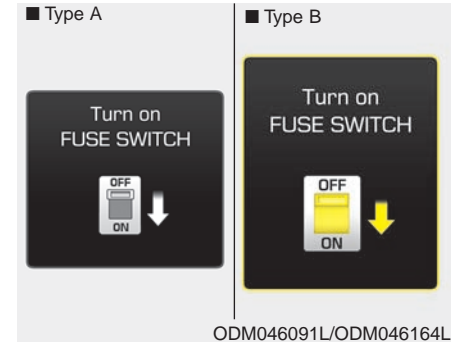 ■ Type A
Turn on
FUSE SWITCH
OFF
ON
■ Type B
Turn on
FUSE SWITCH
OFF
ON
ODM046091L/ODM046164L